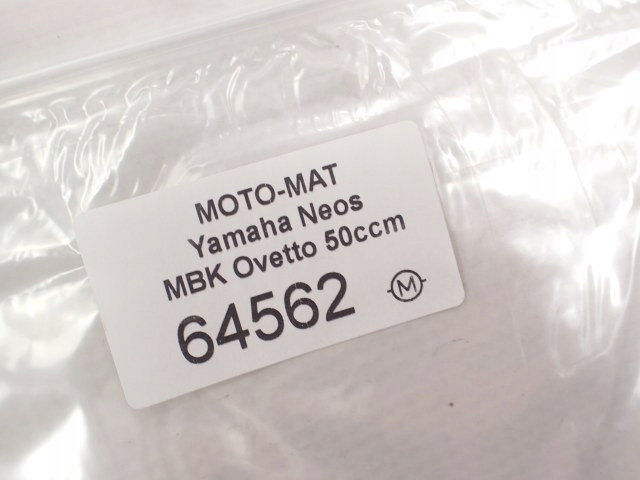 MOTO-MAT
Yamaha Neos
MBK Ovetto 50ccm
64562 M